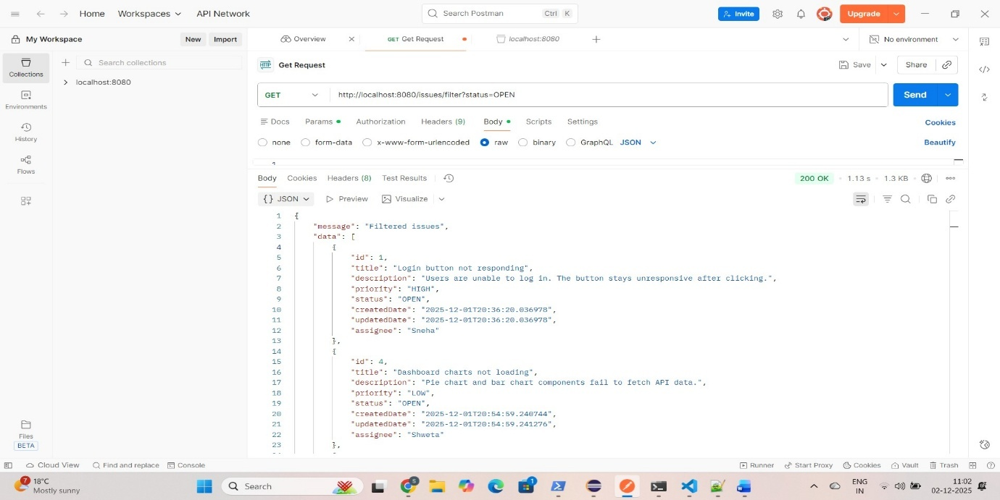 Home Workspaces API Network Search Postman Ctrl K Invite Upgrade
My Workspace New Import Overview GET Get Request localhost:8080 No environment
Collections Search collections HTTP Get Request Save Share
localhost:8080
Environments GET http://localhost:8080/issues/filter?status=OPEN Send
History Docs Params Authorization Headers (9) Body Scripts Settings Cookies
Flows none form-data x-www-form-urlencoded raw binary GraphQL JSON Beautify
1
Body Cookies Headers (8) Test Results 200 OK 1.13 s 1.3 KB
{} JSON Preview Visualize
1 {
2 "message": "Filtered issues",
3 "data": [
4 {
5 "id": 1,
6 "title": "Login button not responding",
7 "description": "Users are unable to log in. The button stays unresponsive after clicking.",
8 "priority": "HIGH",
9 "status": "OPEN",
10 "createdDate": "2025-12-01T20:36:20.036978",
11 "updatedDate": "2025-12-01T20:36:20.036978",
12 "assignee": "Sneha"
13 },
14 {
15 "id": 4,
16 "title": "Dashboard charts not loading",
17 "description": "Pie chart and bar chart components fail to fetch API data.",
18 "priority": "LOW",
19 "status": "OPEN",
20 "createdDate": "2025-12-01T20:54:59.240744",
21 "updatedDate": "2025-12-01T20:54:59.241276",
22 "assignee": "Shweta"
23 },
Files
BETA
Cloud View Find and replace Console Runner Start Proxy Cookies Vault Trash
7 18°C
Mostly sunny
Search
S
1
ENG
IN
11:02
02-12-2025